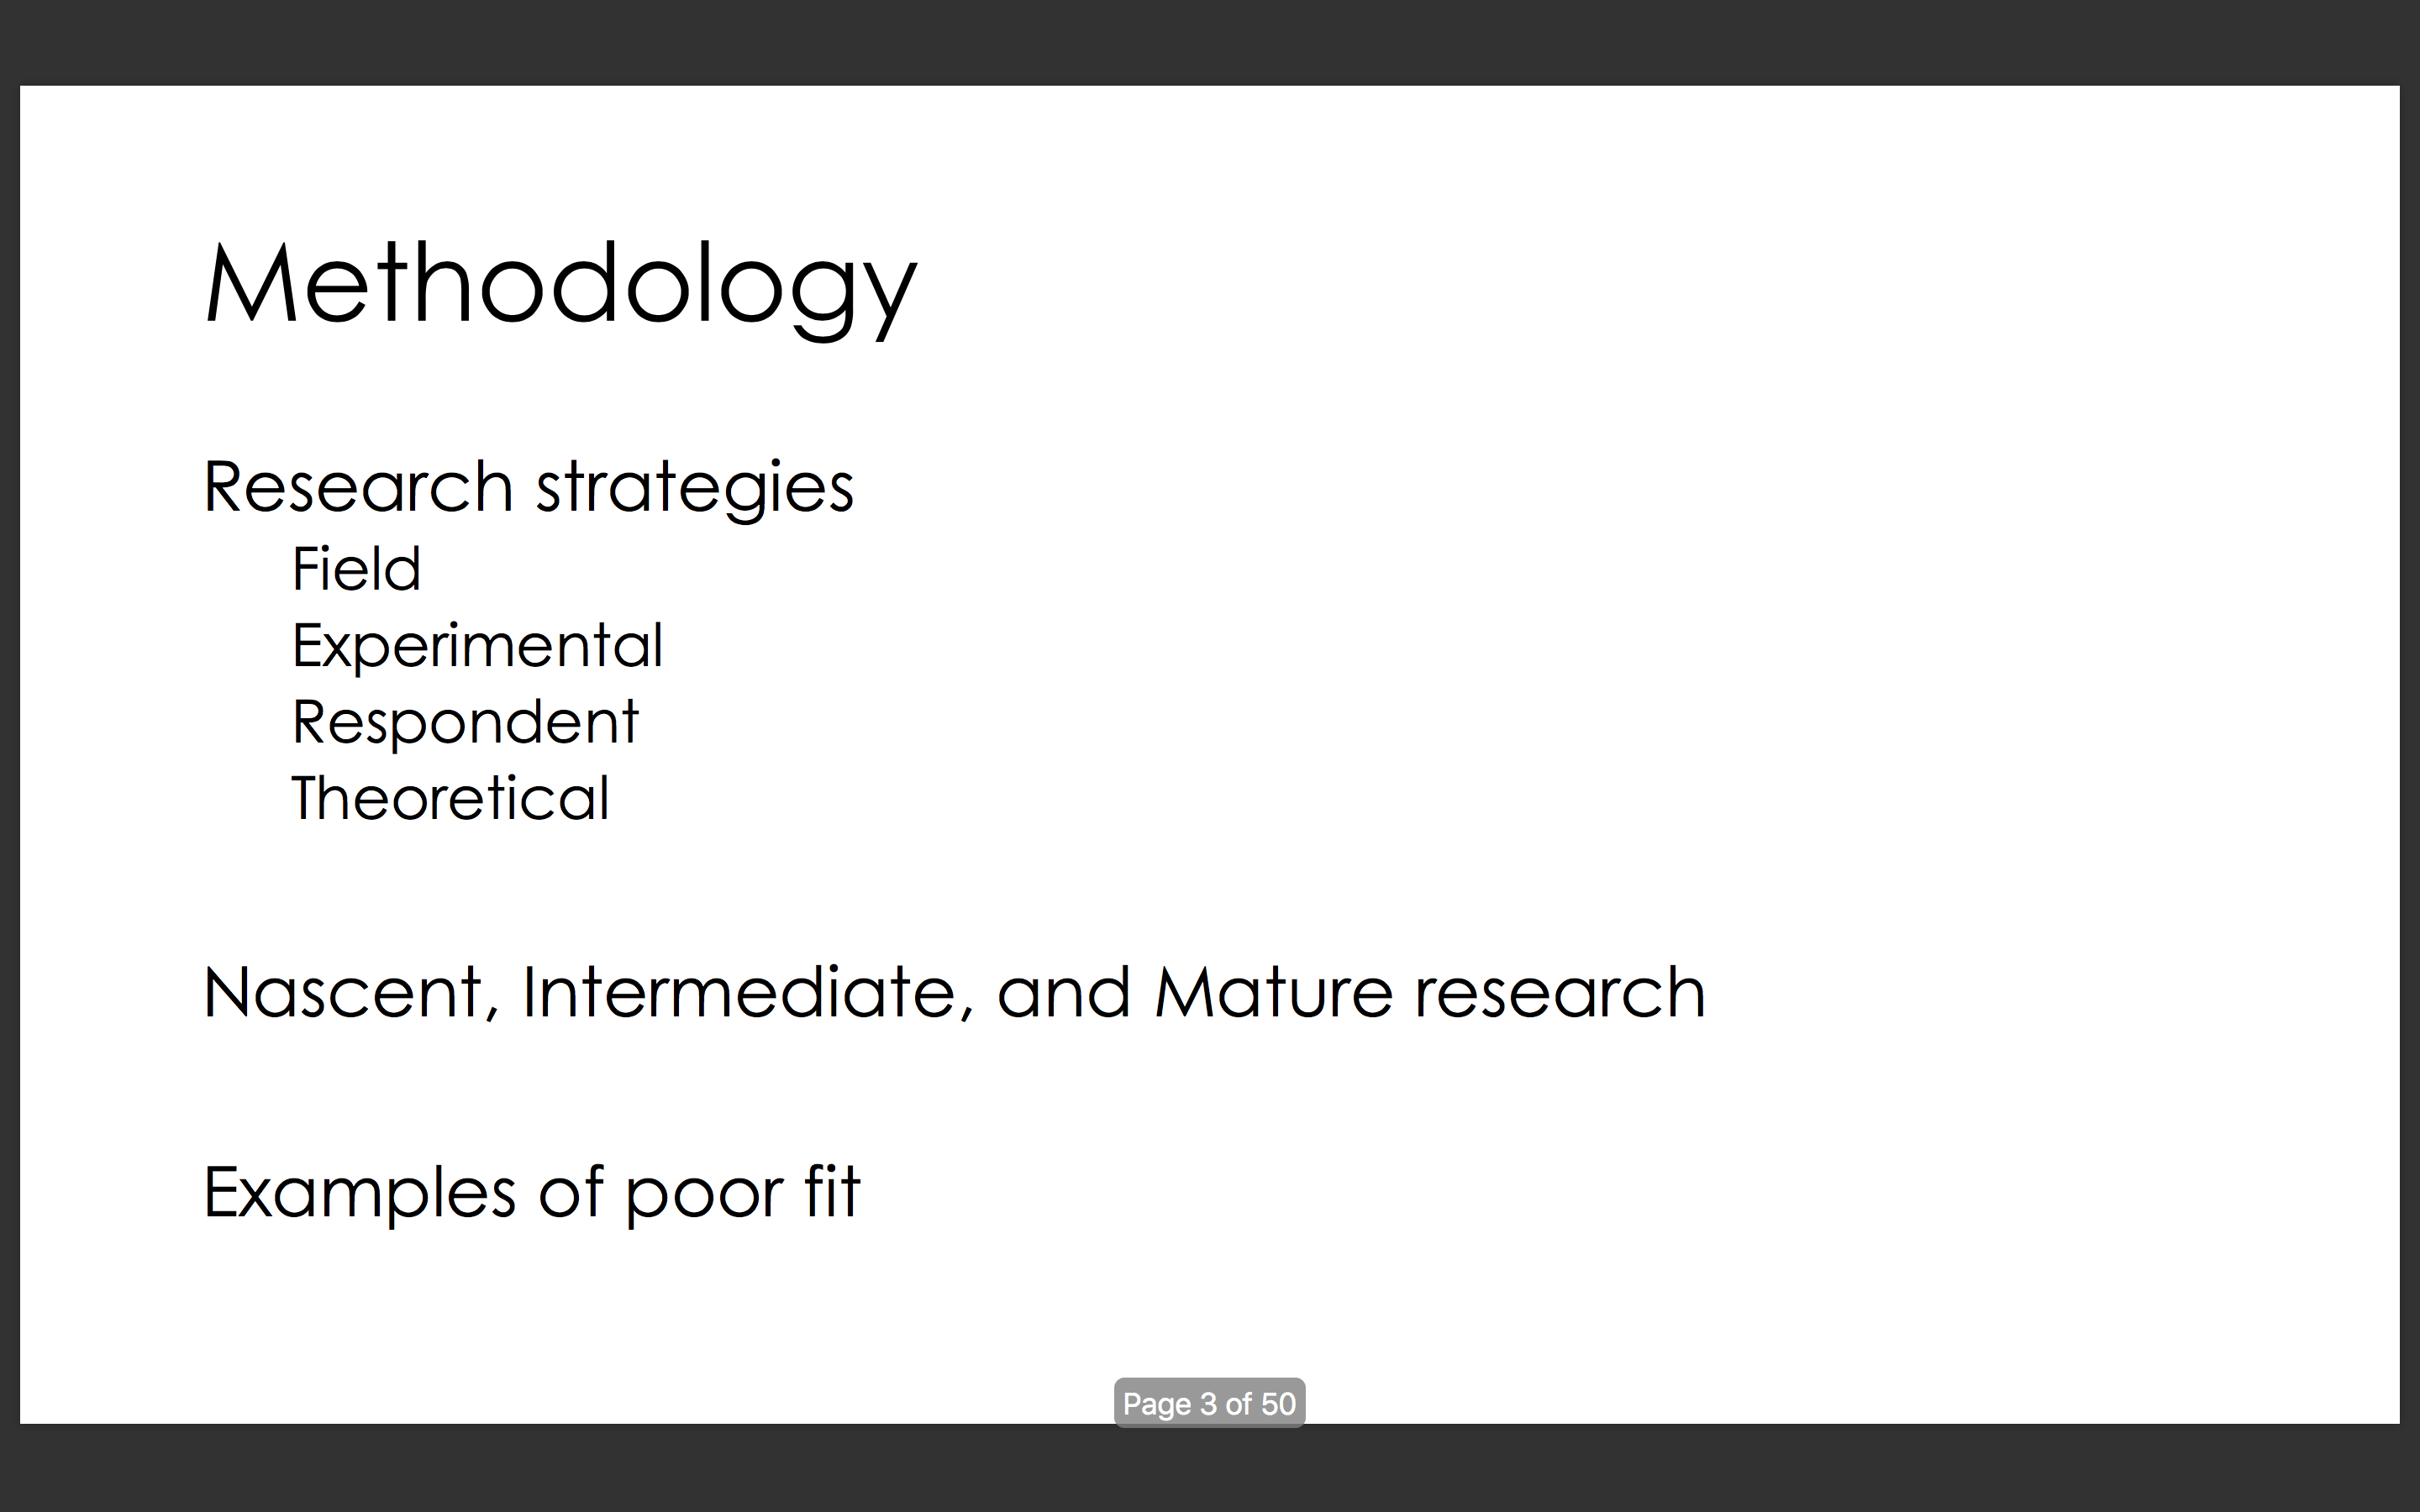 Methodology
Research strategies
Field
Experimental
Respondent
Theoretical
Nascent, Intermediate, and Mature research
Examples of poor fit
Page 3 of 50